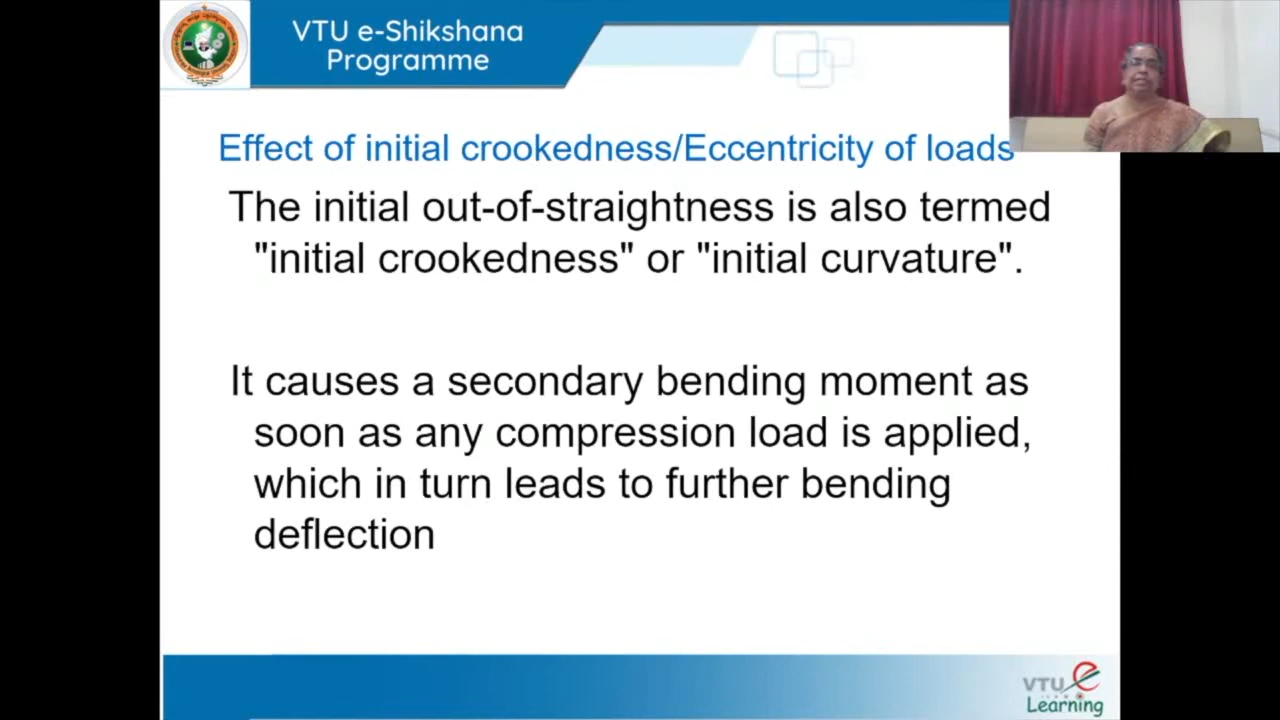 VTU e-Shikshana
Programme
Effect of initial crookedness/Eccentricity of loads
The initial out-of-straightness is also termed
"initial crookedness" or "initial curvature".
It causes a secondary bending moment as
soon as any compression load is applied,
which in turn leads to further bending
deflection
VTU e
Learning